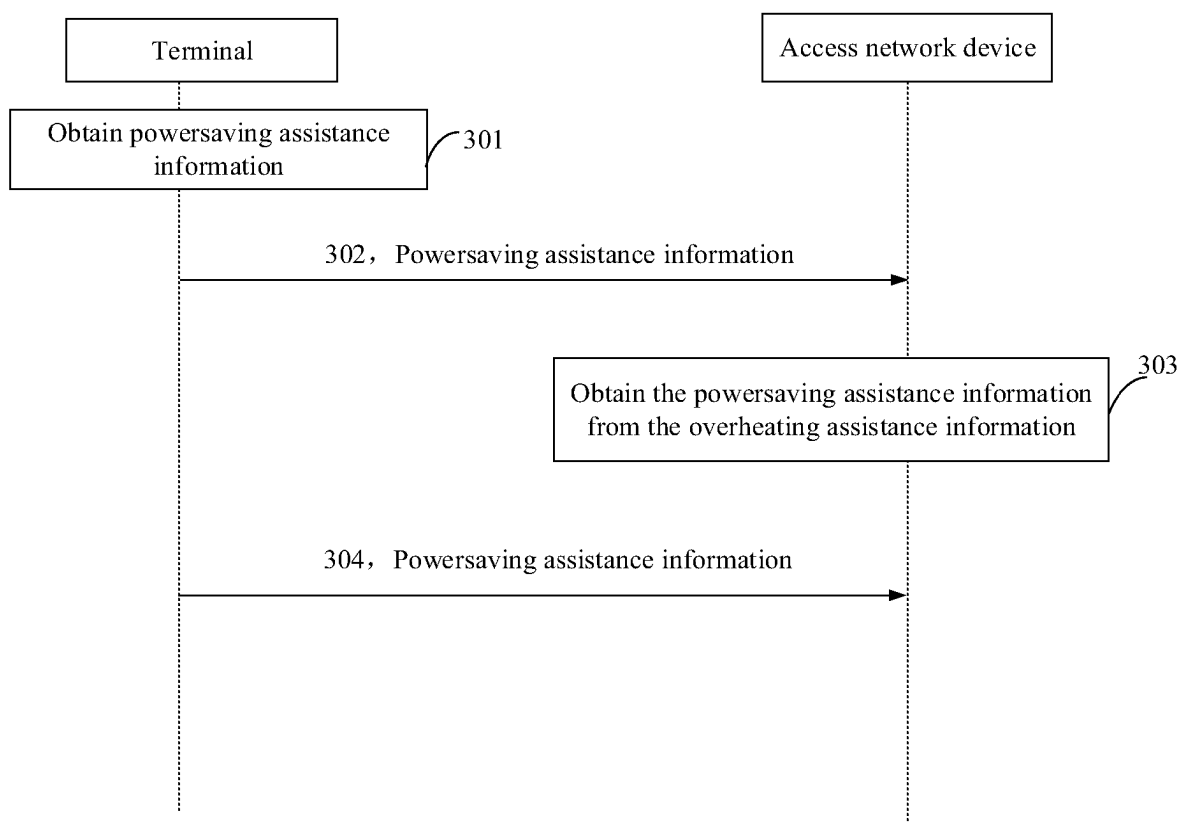 Terminal
Access network device
Obtain powersaving assistance
information
301
302，Powersaving assistance information
303
Obtain the powersaving assistance information
from the overheating assistance information
304，Powersaving assistance information